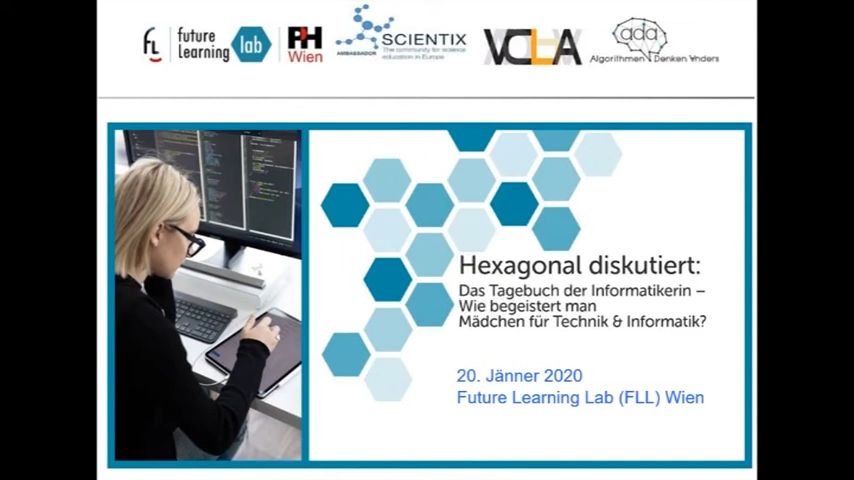 FL future
Learning
lab
PH
Wien
SCIENTIX
AMBASSADOR
The community for science
education in Europe
VCLA
ada
Algorithmen Denken Anders
Hexagonal diskutiert:
Das Tagebuch der Informatikerin –
Wie begeistert man
Mädchen für Technik & Informatik?
20. Jänner 2020
Future Learning Lab (FLL) Wien